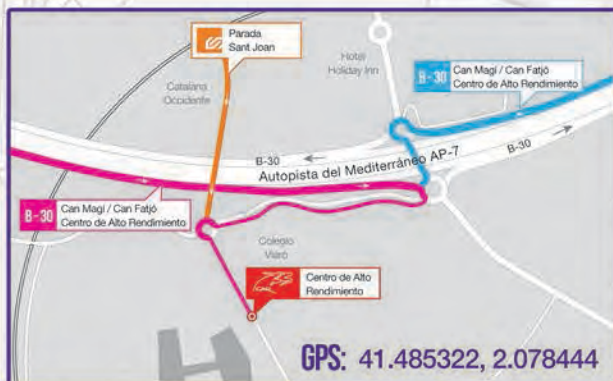 Parada
Sant Joan
Hotel
Holiday Inn
Catalana
Occidente
B-30
Can Magí / Can Fatjó
Centro de Alto Rendimiento
B-30
Autopista del Mediterráneo AP-7
B-30
B-30
Can Magí / Can Fatjó
Centro de Alto Rendimiento
Colegio
Viaró
Centro de Alto
Rendimiento
GPS: 41.485322, 2.078444